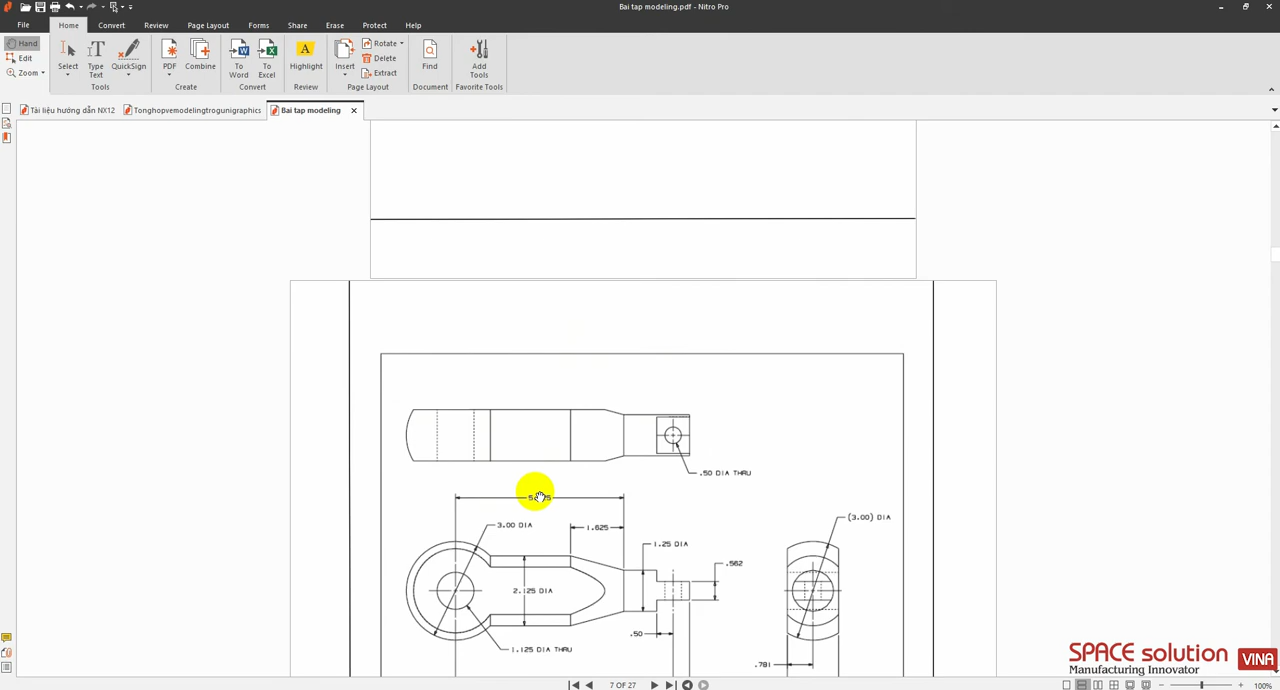 Bai tap modeling.pdf - Nitro Pro
File Home Convert Review Page Layout Forms Share Erase Protect Help
Hand
Edit
Zoom
Select
Type Text
QuickSign
Tools
PDF
Combine
Create
To Word
To Excel
Convert
Highlight
Review
Insert
Rotate
Delete
Extract
Page Layout
Find
Document
Add Tools
Favorite Tools
Tài liệu hướng dẫn NX12 Tonghopvemodelingtrogunigraphics Bai tap modeling
.50 DIA THRU
3.00 DIA
1.625
(3.00) DIA
1.25 DIA
.562
2.125 DIA
.50
1.125 DIA THRU
.781
SPACE solution VINA
Manufacturing Innovator
7 OF 27
100%